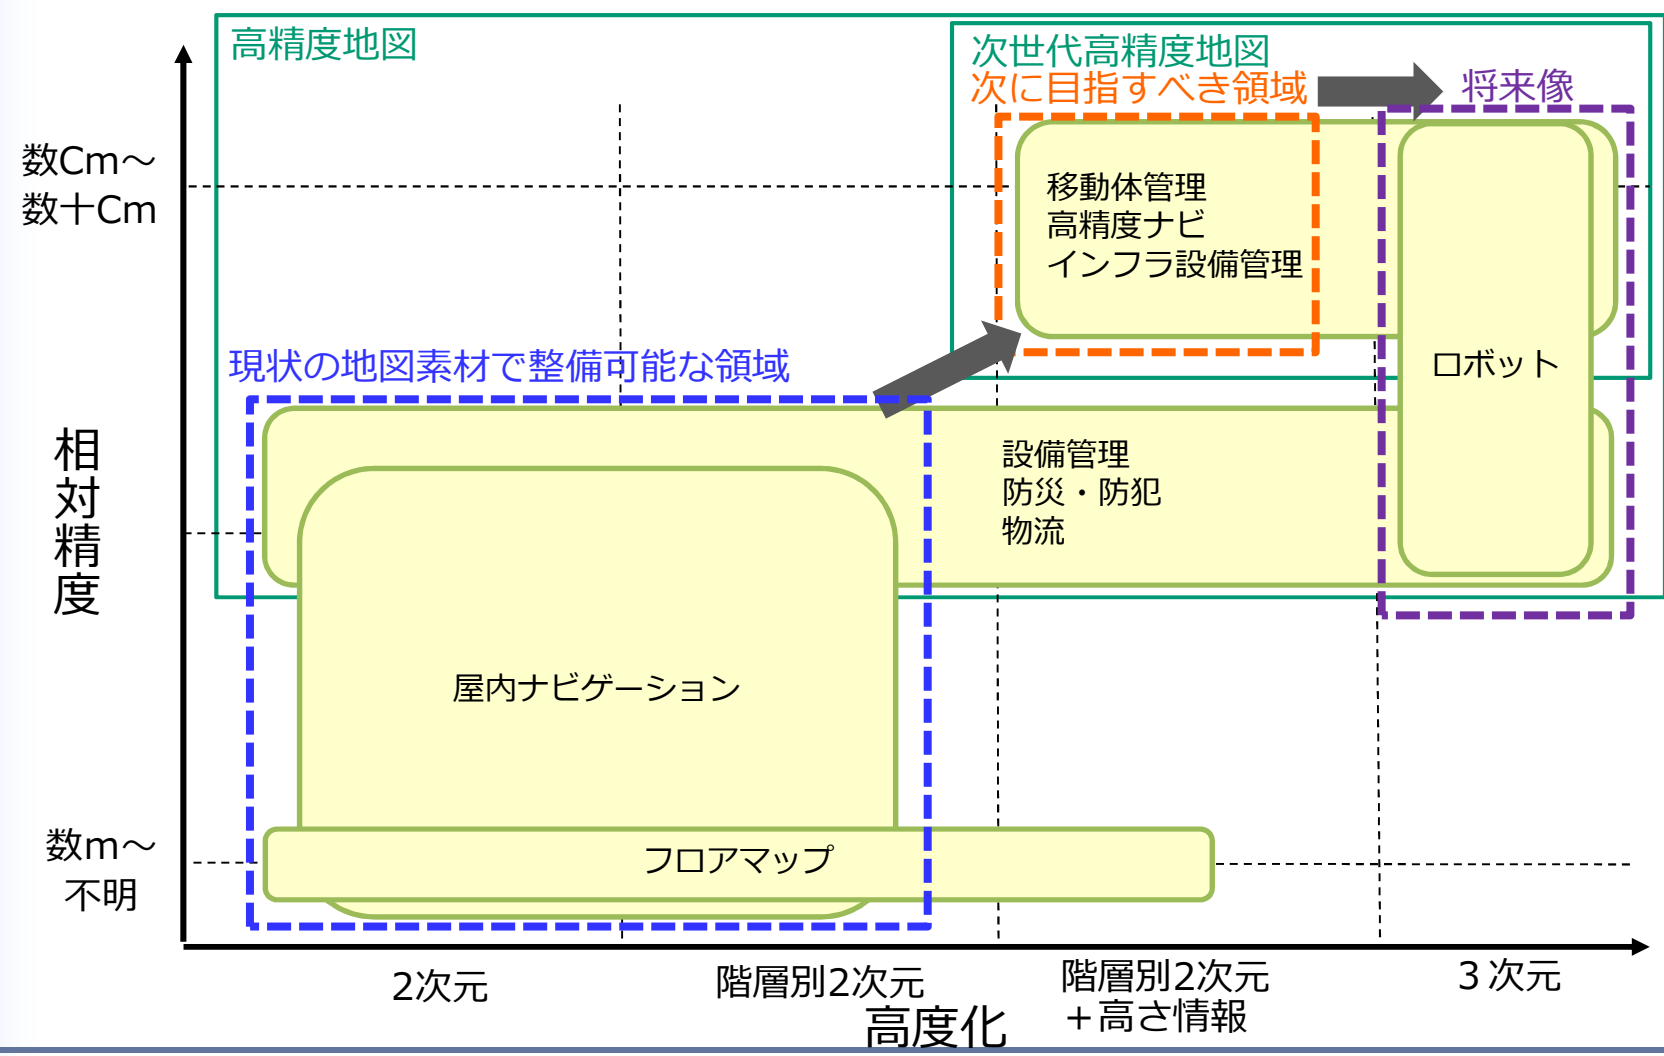 高精度地図
次世代高精度地図
次に目指すべき領域
将来像
数Cm～
数十Cm
移動体管理
高精度ナビ
インフラ設備管理
現状の地図素材で整備可能な領域
ロボット
相対精度
設備管理
防災・防犯
物流
屋内ナビゲーション
数m～
不明
フロアマップ
2次元
階層別2次元
階層別2次元
＋高さ情報
３次元
高度化